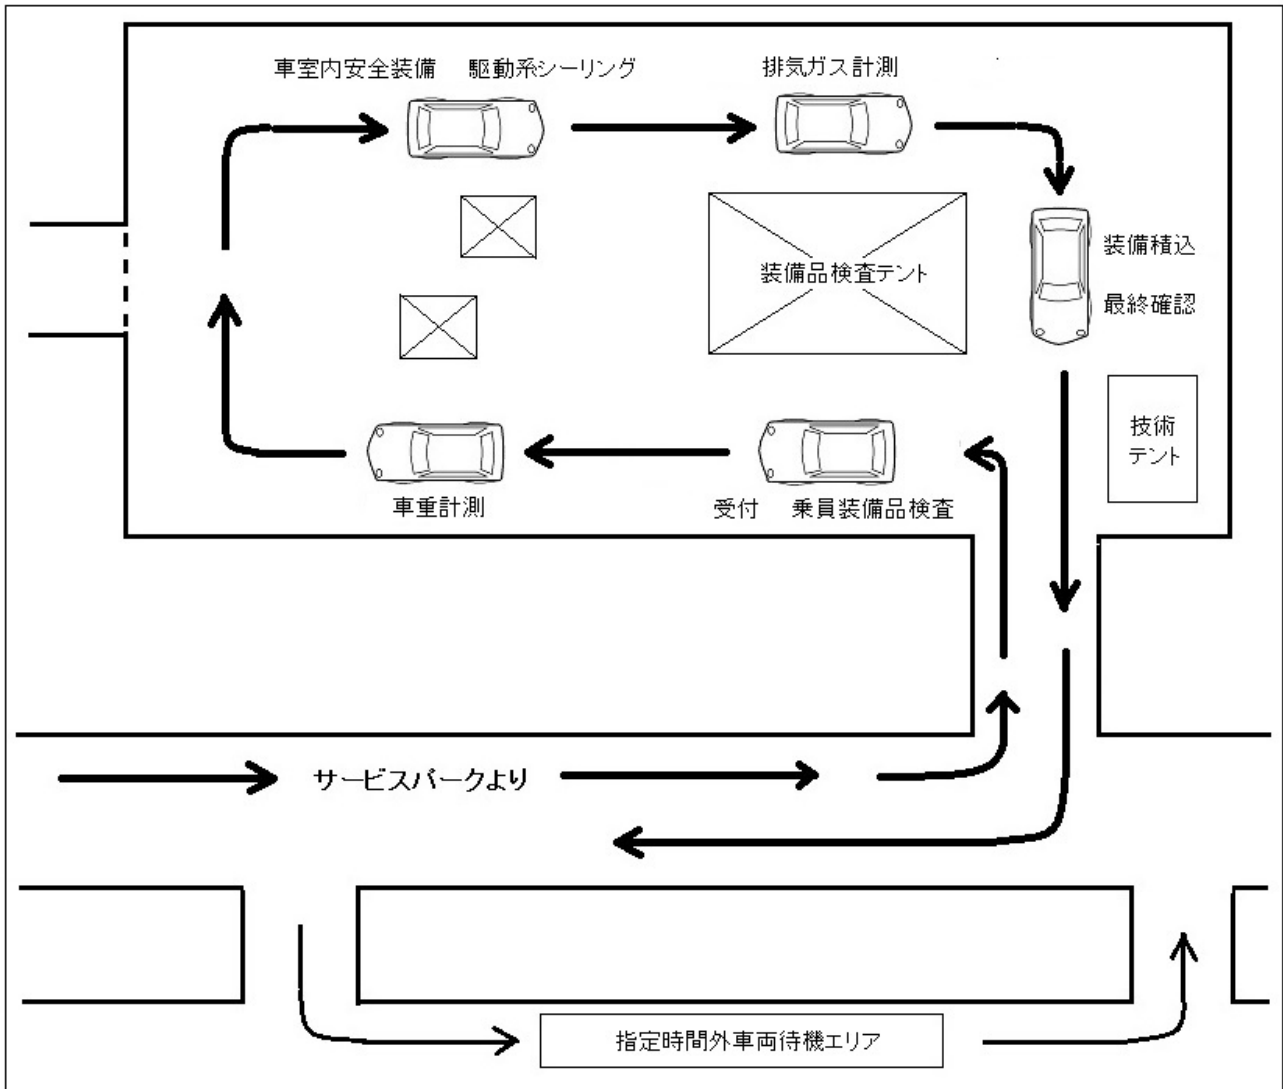 車室内安全装備 駆動系シーリング 排気ガス計測
装備品検査テント
装備積込
最終確認
技術
テント
車重計測
受付 乗員装備品検査
サービスパークより
指定時間外車両待機エリア